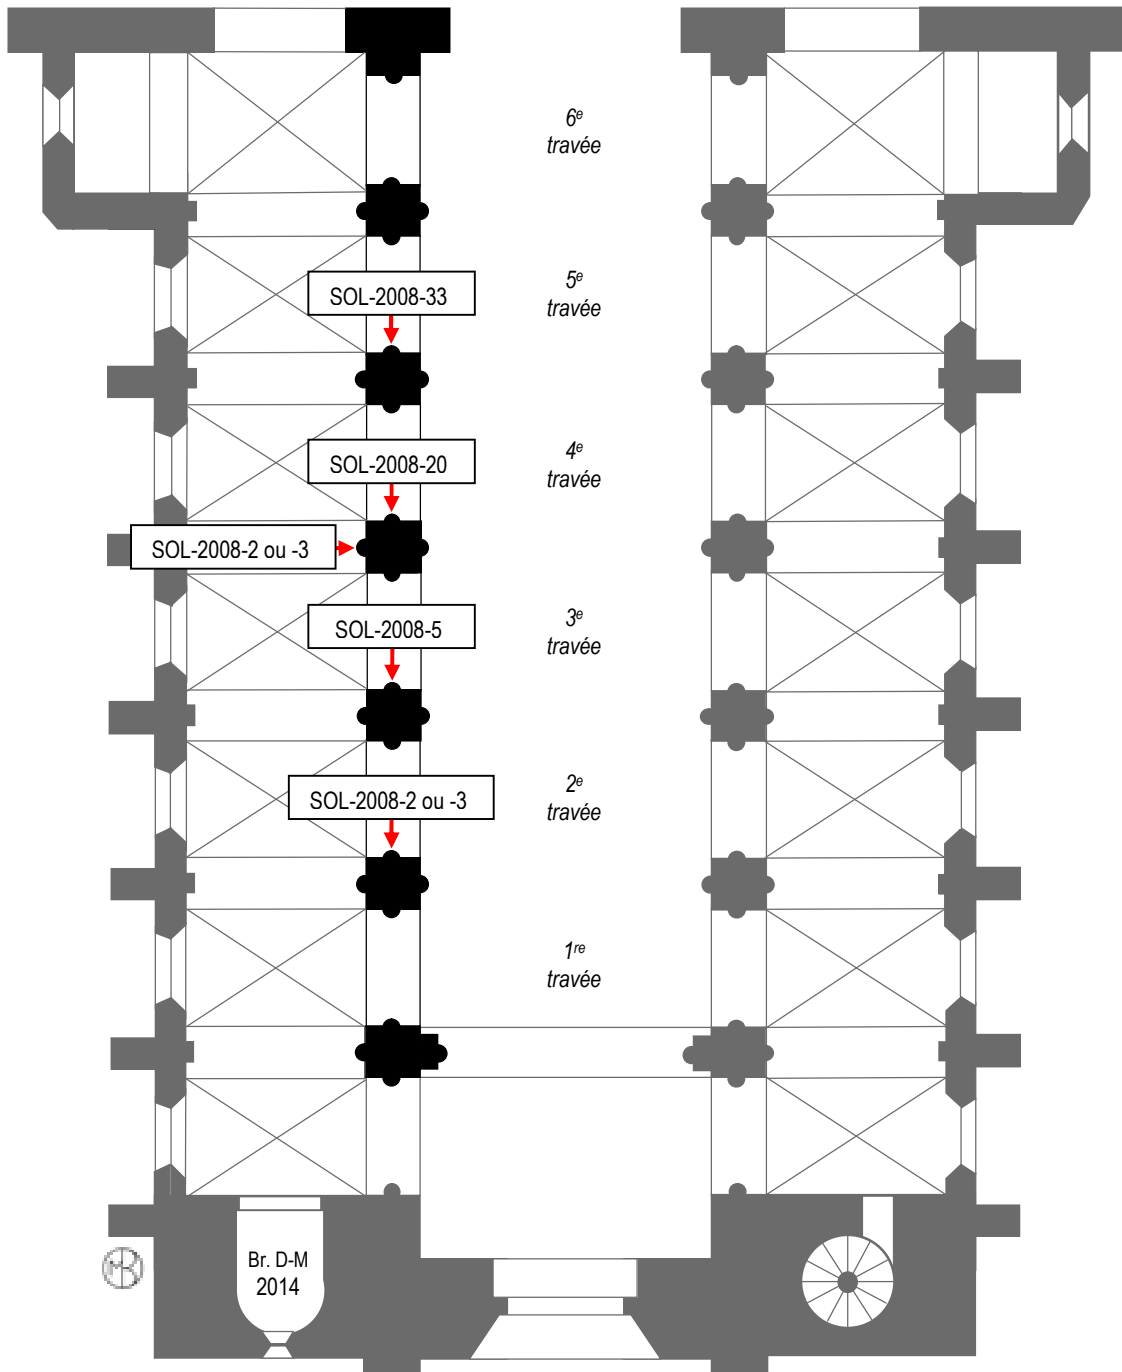 6e
travée
SOL-2008-33
5e
travée
SOL-2008-20
4e
travée
SOL-2008-2 ou -3
SOL-2008-5
3e
travée
SOL-2008-2 ou -3
2e
travée
1re
travée
Br. D-M
2014